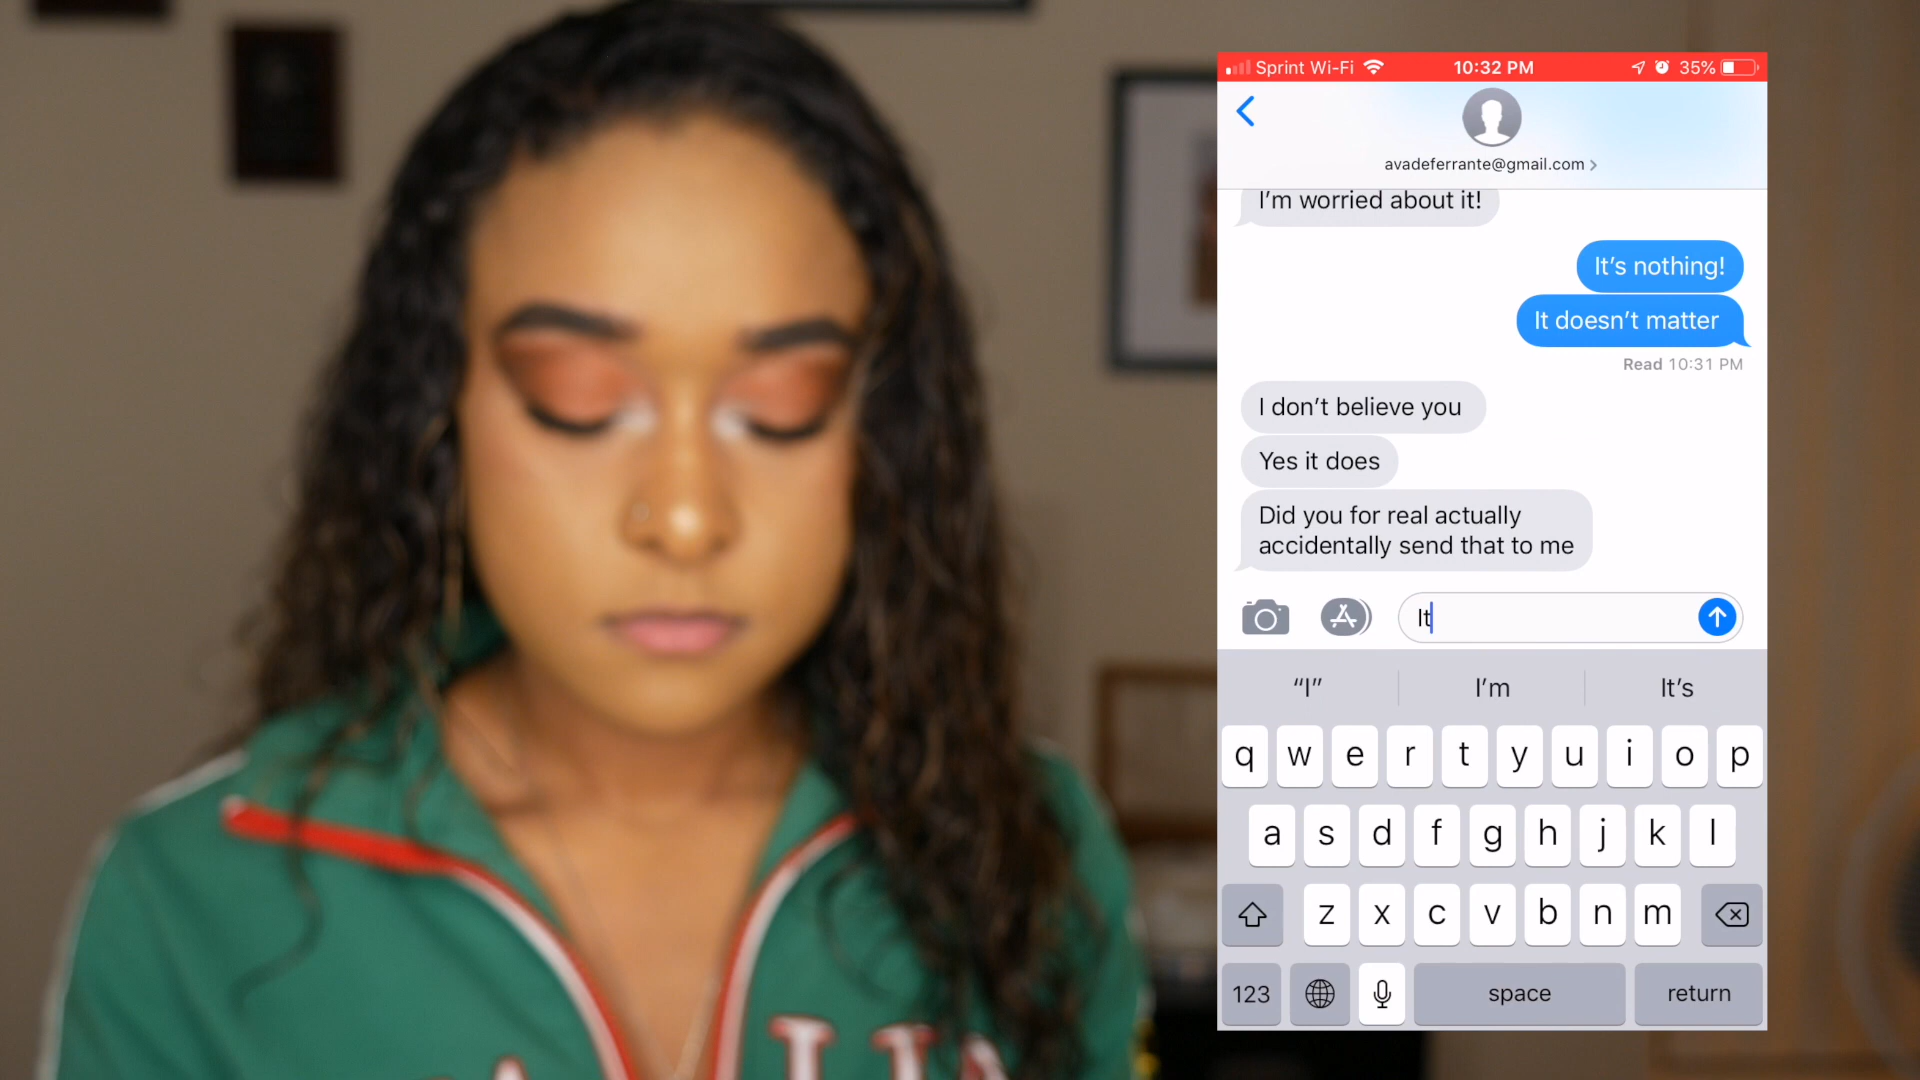 Sprint Wi-Fi 10:32 PM 35%
avadeferrante@gmail.com
I'm worried about it!
It's nothing!
It doesn't matter
Read 10:31 PM
I don't believe you
Yes it does
Did you for real actually
accidentally send that to me
It
“I” I'm It's
q w e r t y u i o p
a s d f g h j k l
z x c v b n m
123 space return